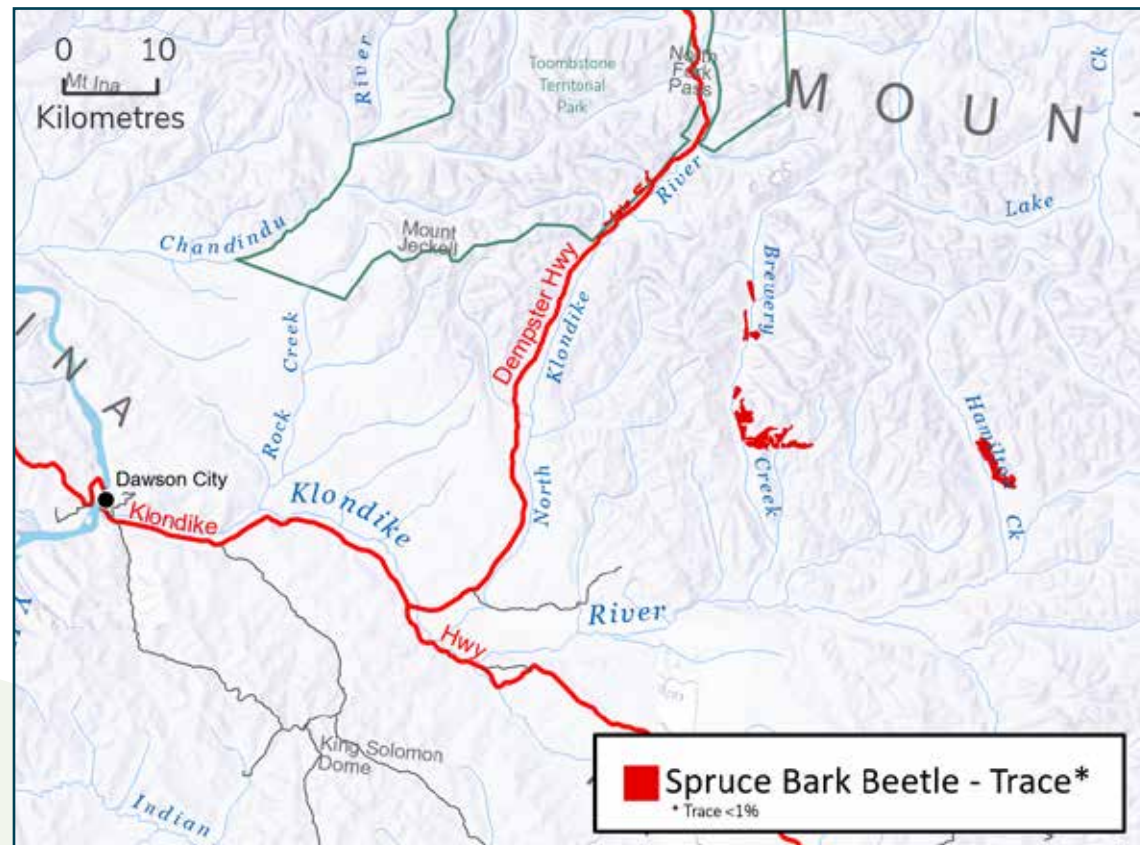 0 10
Mt Ina
Kilometres
River
Toombstone
Territorial
Park
North
Fork
Pass
MOUN
Ck
River
Lake
Chandindu
Mount
Jeckell
Brewery
Dempster Hwy
Klondike
INA
Creek
Rock
Hamilton
Dawson City
Klondike
Klondike
North
Creek
Ck
River
Hwy
King Solomon
Dome
Indian
Spruce Bark Beetle - Trace*
* Trace <1%